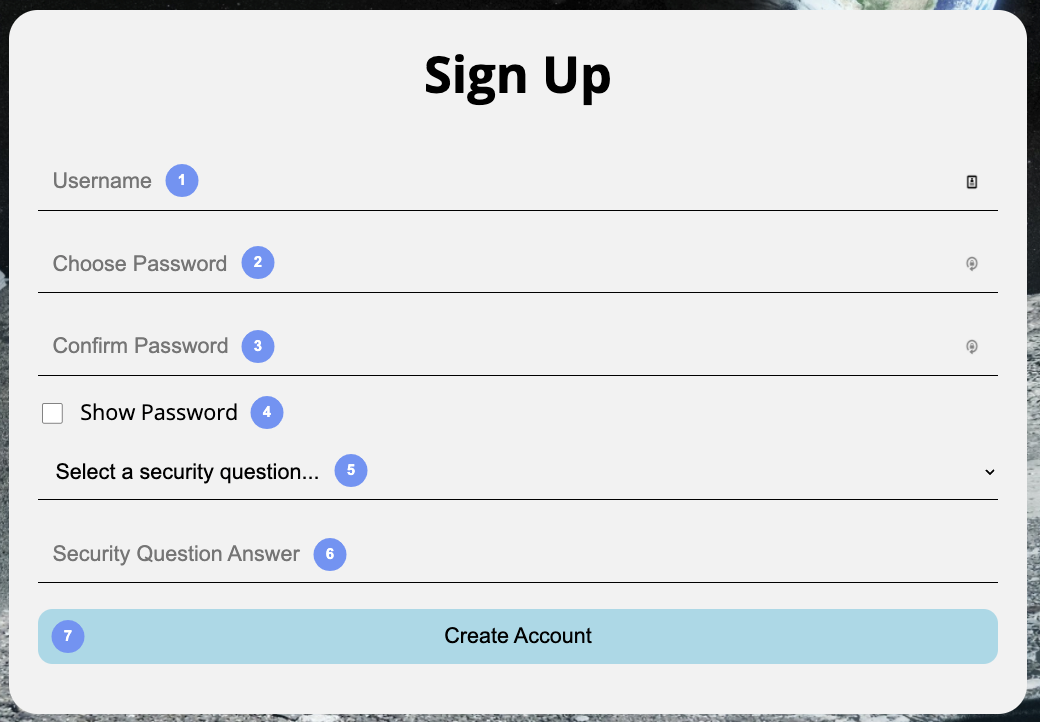 Sign Up
Username 1
Choose Password 2
Confirm Password 3
Show Password 4
Select a security question... 5
Security Question Answer 6
7 Create Account